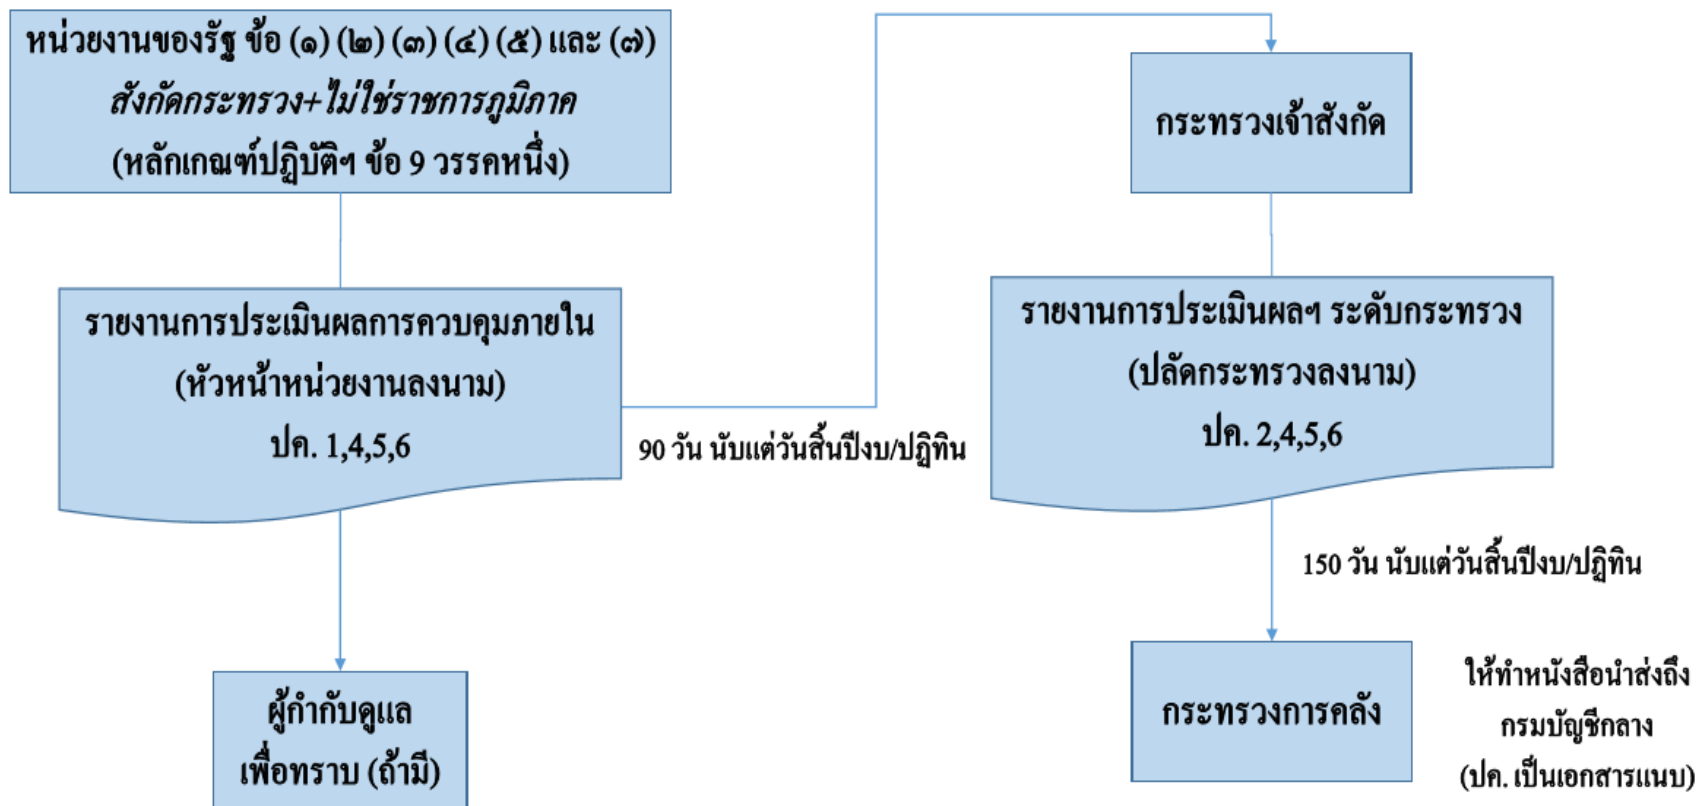 หน่วยงานของรัฐ ข้อ (๑) (๒) (๓) (๔) (๕) และ (๗)
สังกัดกระทรวง+ไม่ใช่ราชการภูมิภาค
(หลักเกณฑ์ปฏิบัติฯ ข้อ 9 วรรคหนึ่ง)
รายงานการประเมินผลการควบคุมภายใน
(หัวหน้าหน่วยงานลงนาม)
ปค. 1,4,5,6
90 วัน นับแต่วันสิ้นปีงบ/ปฏิทิน
ผู้กำกับดูแล
เพื่อทราบ (ถ้ามี)
กระทรวงเจ้าสังกัด
รายงานการประเมินผลฯ ระดับกระทรวง
(ปลัดกระทรวงลงนาม)
ปค. 2,4,5,6
150 วัน นับแต่วันสิ้นปีงบ/ปฏิทิน
กระทรวงการคลัง
ให้ทำหนังสือนำส่งถึง
กรมบัญชีกลาง
(ปค. เป็นเอกสารแนบ)